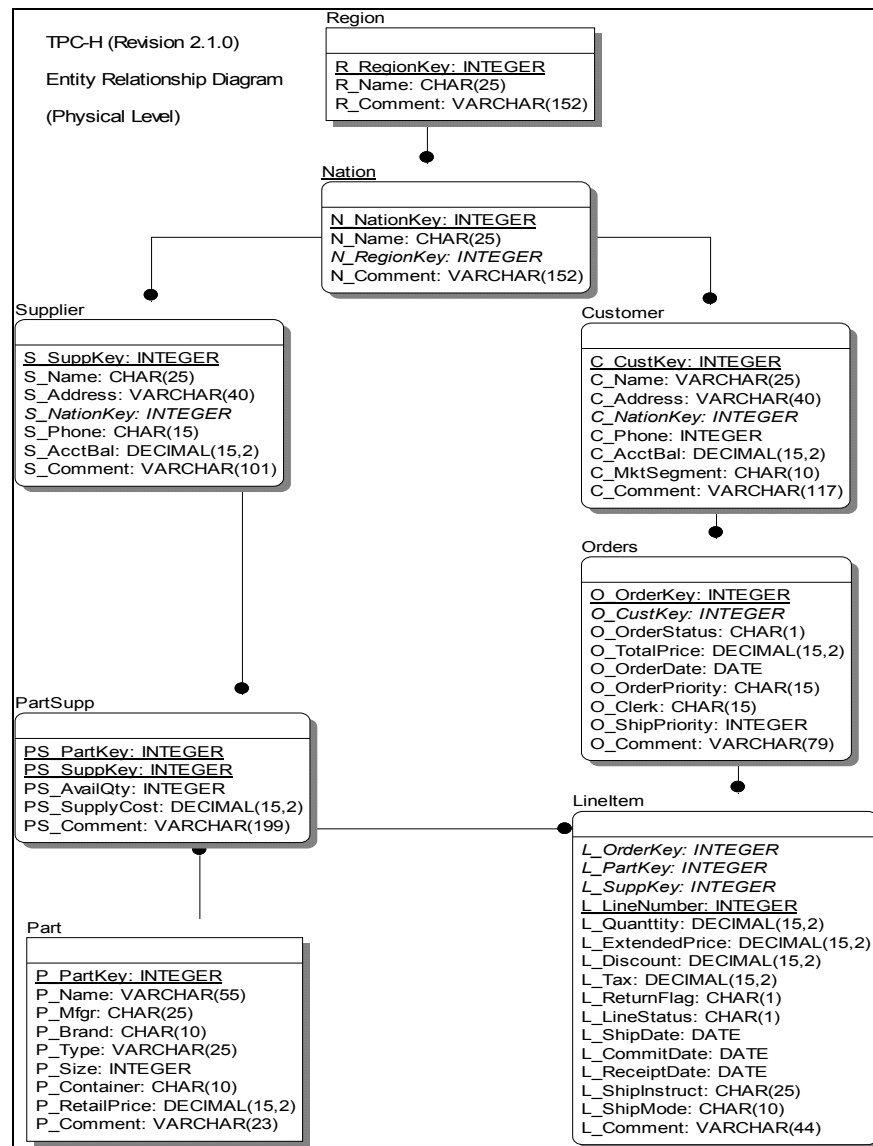 TPC-H (Revision 2.1.0)
Entity Relationship Diagram
(Physical Level)
Region
R_RegionKey: INTEGER
R_Name: CHAR(25)
R_Comment: VARCHAR(152)
Nation
N_NationKey: INTEGER
N_Name: CHAR(25)
N_RegionKey: INTEGER
N_Comment: VARCHAR(152)
Supplier
S_SuppKey: INTEGER
S_Name: CHAR(25)
S_Address: VARCHAR(40)
S_NationKey: INTEGER
S_Phone: CHAR(15)
S_AcctBal: DECIMAL(15,2)
S_Comment: VARCHAR(101)
Customer
C_CustKey: INTEGER
C_Name: VARCHAR(25)
C_Address: VARCHAR(40)
C_NationKey: INTEGER
C_Phone: INTEGER
C_AcctBal: DECIMAL(15,2)
C_MktSegment: CHAR(10)
C_Comment: VARCHAR(117)
Orders
O_OrderKey: INTEGER
O_CustKey: INTEGER
O_OrderStatus: CHAR(1)
O_TotalPrice: DECIMAL(15,2)
O_OrderDate: DATE
O_OrderPriority: CHAR(15)
O_Clerk: CHAR(15)
O_ShipPriority: INTEGER
O_Comment: VARCHAR(79)
PartSupp
PS_PartKey: INTEGER
PS_SuppKey: INTEGER
PS_AvailQty: INTEGER
PS_SupplyCost: DECIMAL(15,2)
PS_Comment: VARCHAR(199)
LineItem
L_OrderKey: INTEGER
L_PartKey: INTEGER
L_SuppKey: INTEGER
L_LineNumber: INTEGER
L_Quanttity: DECIMAL(15,2)
L_ExtendedPrice: DECIMAL(15,2)
L_Discount: DECIMAL(15,2)
L_Tax: DECIMAL(15,2)
L_ReturnFlag: CHAR(1)
L_LineStatus: CHAR(1)
L_ShipDate: DATE
L_CommitDate: DATE
L_ReceiptDate: DATE
L_ShipInstruct: CHAR(25)
L_ShipMode: CHAR(10)
L_Comment: VARCHAR(44)
Part
P_PartKey: INTEGER
P_Name: VARCHAR(55)
P_Mfgr: CHAR(25)
P_Brand: CHAR(10)
P_Type: VARCHAR(25)
P_Size: INTEGER
P_Container: CHAR(10)
P_RetailPrice: DECIMAL(15,2)
P_Comment: VARCHAR(23)